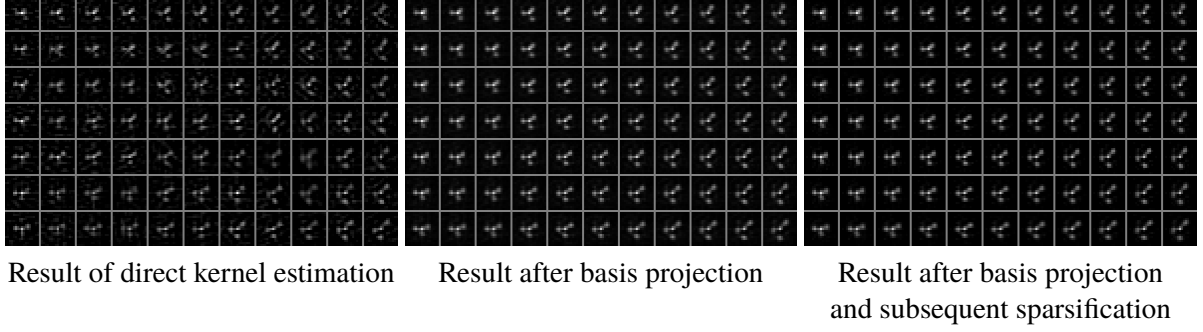 Result of direct kernel estimation
Result after basis projection
Result after basis projection
and subsequent sparsification